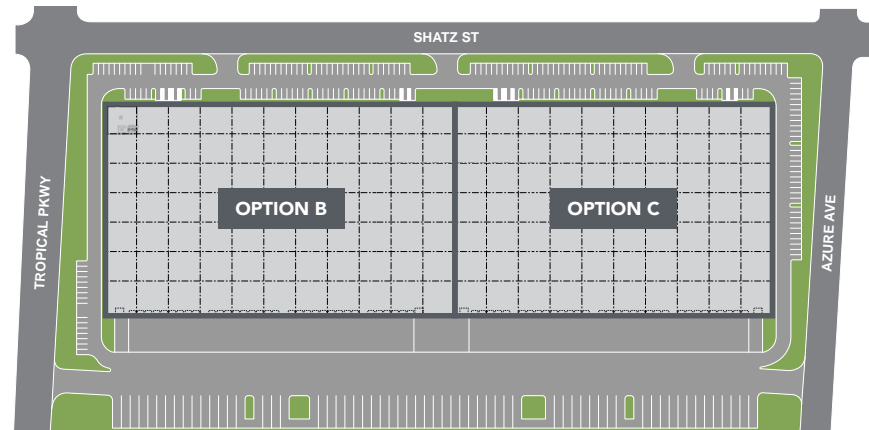 SHATZ ST
TROPICAL PKWY
OPTION B
OPTION C
AZURE AVE